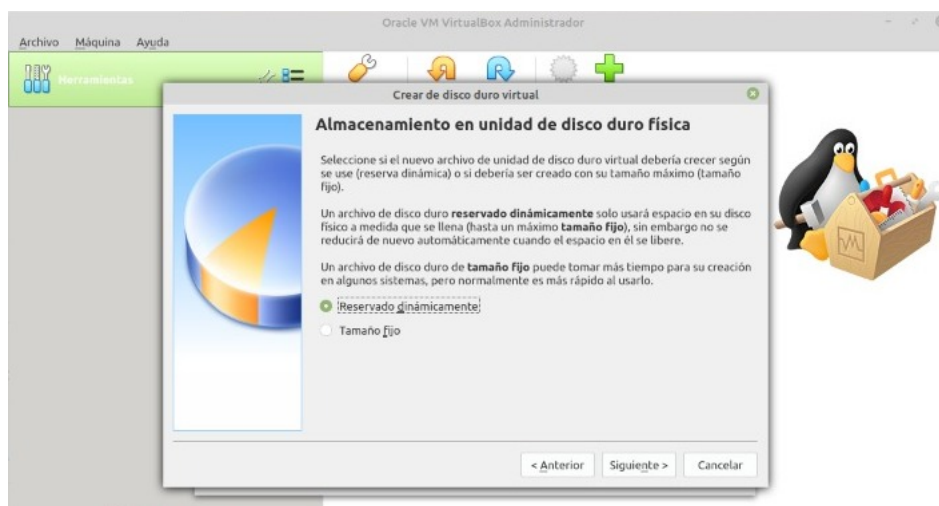 Oracle VM VirtualBox Administrador
Archivo Máquina Ayuda
Herramientas
Crear de disco duro virtual
Almacenamiento en unidad de disco duro física
Seleccione si el nuevo archivo de unidad de disco duro virtual debería crecer según
se use (reserva dinámica) o si debería ser creado con su tamaño máximo (tamaño
fijo).
Un archivo de disco duro reservado dinámicamente solo usará espacio en su disco
físico a medida que se llena (hasta un máximo tamaño fijo), sin embargo no se
reducirá de nuevo automáticamente cuando el espacio en él se libere.
Un archivo de disco duro de tamaño fijo puede tomar más tiempo para su creación
en algunos sistemas, pero normalmente es más rápido al usarlo.
Reservado dinámicamente
Tamaño fijo
< Anterior Siguiente > Cancelar